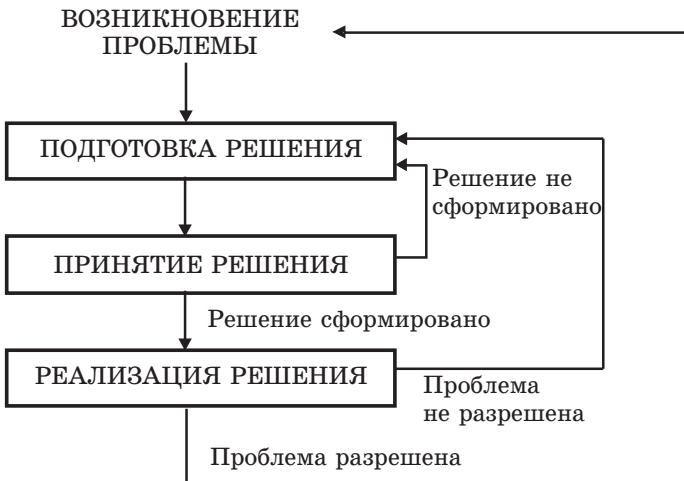 ВОЗНИКНОВЕНИЕ
ПРОБЛЕМЫ
ПОДГОТОВКА РЕШЕНИЯ
Решение не
сформировано
ПРИНЯТИЕ РЕШЕНИЯ
Решение сформировано
РЕАЛИЗАЦИЯ РЕШЕНИЯ
Проблема
не разрешена
Проблема разрешена